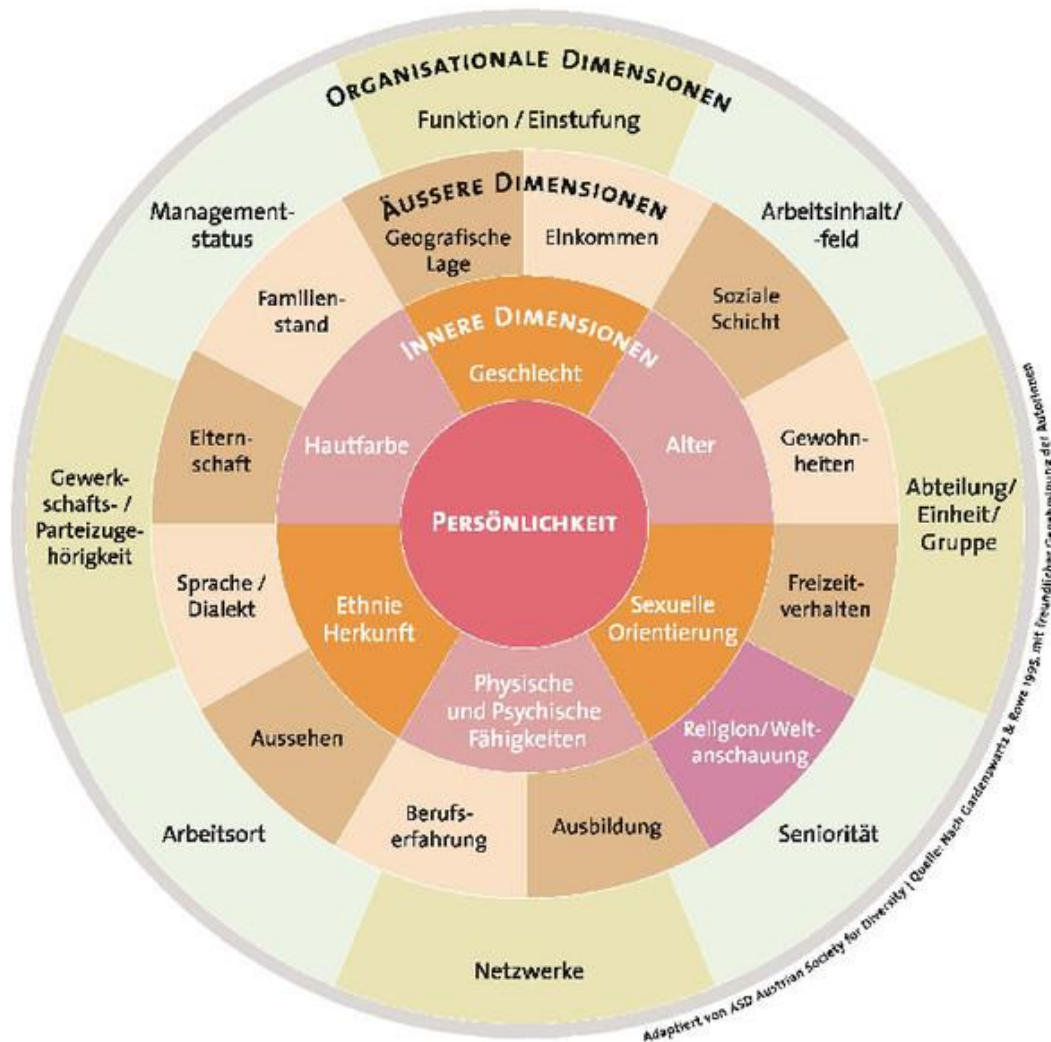 ORGANISATIONALE DIMENSIONEN
Funktion / Einstufung
Arbeitsinhalt/
-feld
Abteilung/
Einheit/
Gruppe
Seniorität
Netzwerke
Arbeitsort
Gewerk-
schafts- /
Parteizuge-
hörigkeit
Management-
status
ÄUSSERE DIMENSIONEN
Geografische
Lage
Einkommen
Soziale
Schicht
Gewohn-
heiten
Freizeit-
verhalten
Religion/Welt-
anschauung
Ausbildung
Berufs-
erfahrung
Aussehen
Sprache /
Dialekt
Eltern-
schaft
Familien-
stand
INNERE DIMENSIONEN
Geschlecht
Alter
Sexuelle
Orientierung
Physische
und Psychische
Fähigkeiten
Ethnie
Herkunft
Hautfarbe
PERSÖNLICHKEIT
Adaptiert von ASD Austrian Society for Diversity | Quelle: Nach Gardenswartz & Rowe 1995, mit freundlicher Genehmigung der AutorInnen